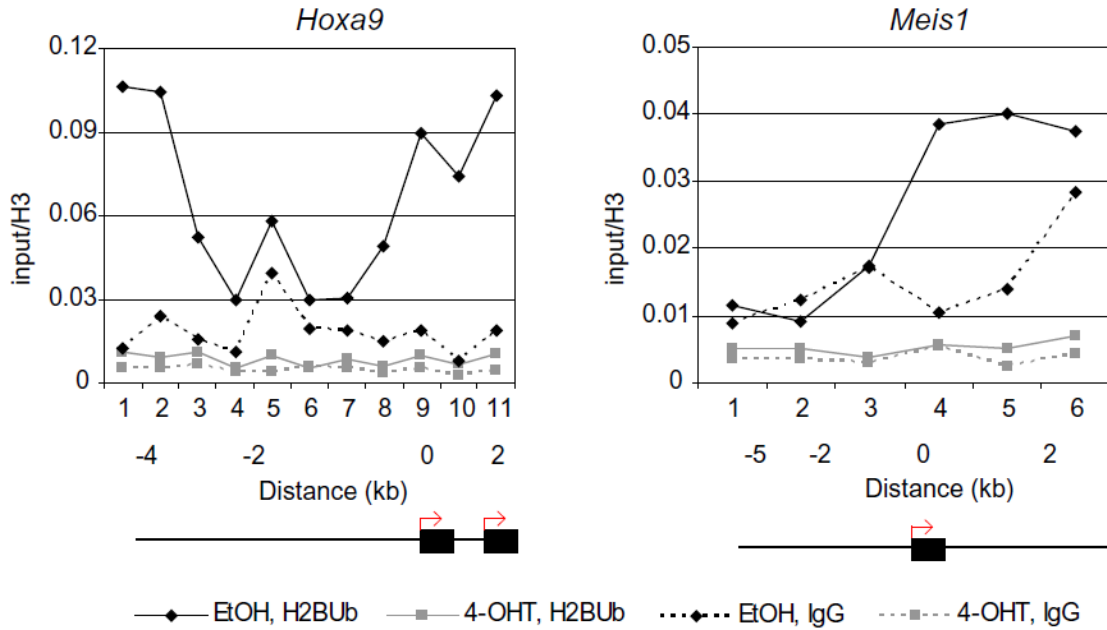 Hoxa9
0.12
0.09
0.06
0.03
0
input/H3
1 2 3 4 5 6 7 8 9 10 11
-4 -2 0 2
Distance (kb)
Meis1
0.05
0.04
0.03
0.02
0.01
0
input/H3
1 2 3 4 5 6
-5 -2 0 2
Distance (kb)
EtOH, H2BUb 4-OHT, H2BUb EtOH, IgG 4-OHT, IgG